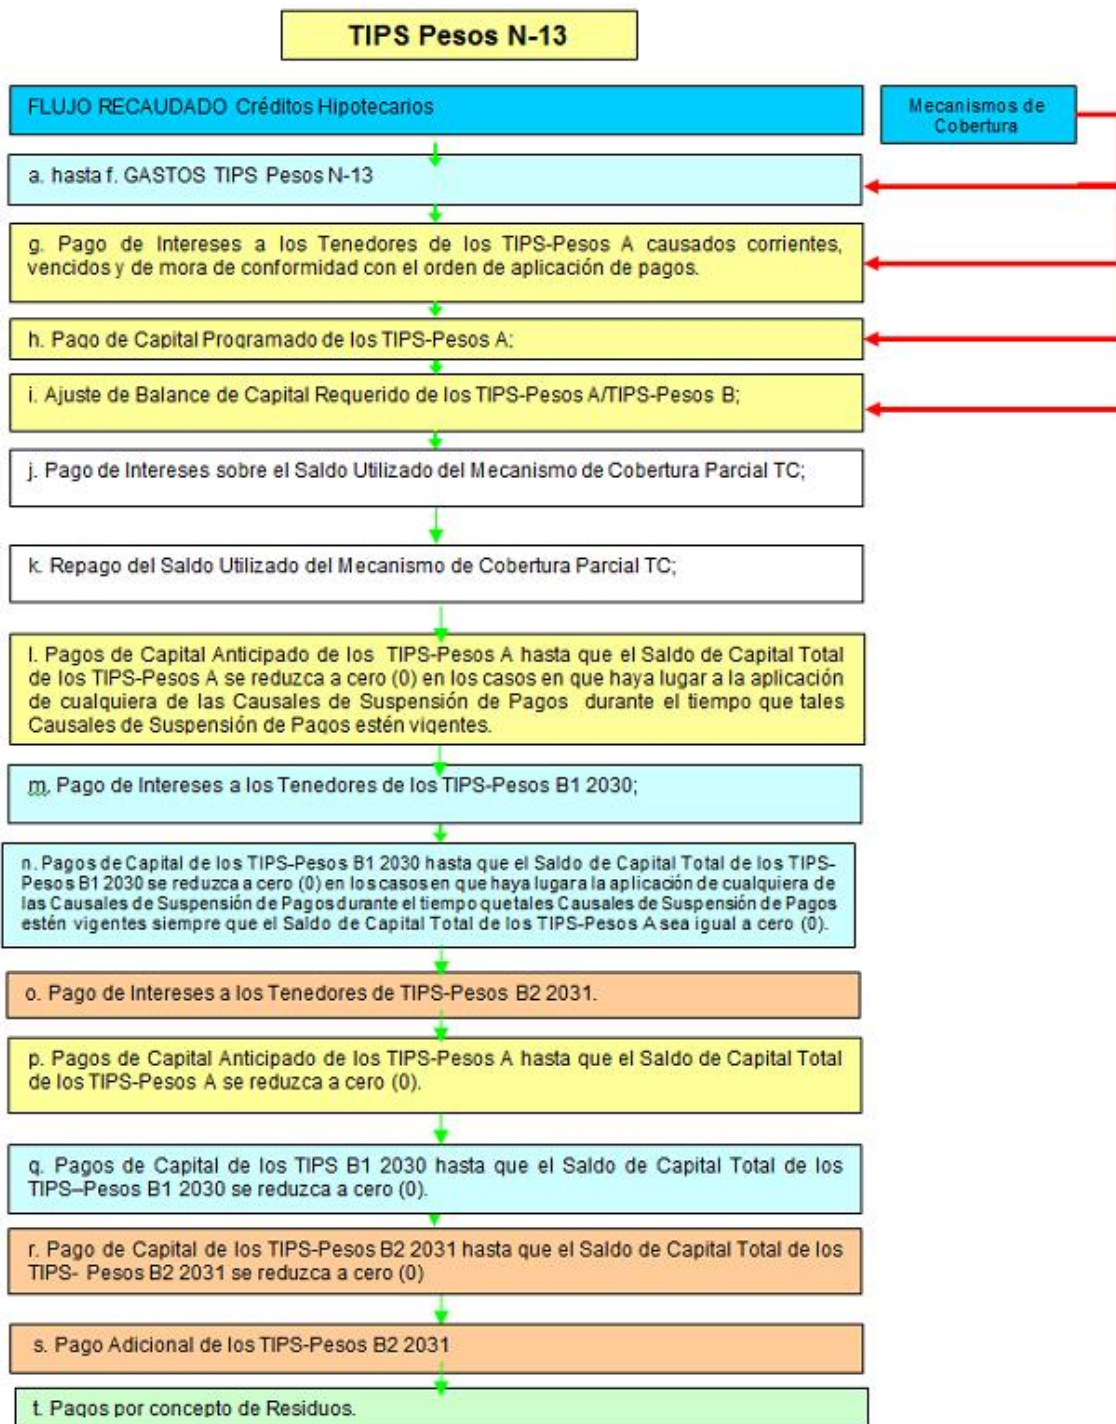 TIPS Pesos N-13
FLUJO RECAUDADO Créditos Hipotecarios
Mecanismos de
Cobertura
a. hasta f. GASTOS TIPS Pesos N-13
g. Pago de Intereses a los Tenedores de los TIPS-Pesos A causados corrientes,
vencidos y de mora de conformidad con el orden de aplicación de pagos.
h. Pago de Capital Programado de los TIPS-Pesos A;
i. Ajuste de Balance de Capital Requerido de los TIPS-Pesos A/TIPS-Pesos B;
j. Pago de Intereses sobre el Saldo Utilizado del Mecanismo de Cobertura Parcial TC;
k. Repago del Saldo Utilizado del Mecanismo de Cobertura Parcial TC;
l. Pagos de Capital Anticipado de los TIPS-Pesos A hasta que el Saldo de Capital Total
de los TIPS-Pesos A se reduzca a cero (0) en los casos en que haya lugar a la aplicación
de cualquiera de las Causales de Suspensión de Pagos durante el tiempo que tales
Causales de Suspensión de Pagos estén vigentes.
m. Pago de Intereses a los Tenedores de los TIPS-Pesos B1 2030;
n. Pagos de Capital de los TIPS-Pesos B1 2030 hasta que el Saldo de Capital Total de los TIPS-
Pesos B1 2030 se reduzca a cero (0) en los casos en que haya lugar a la aplicación de cualquiera de
las Causales de Suspensión de Pagos durante el tiempo que tales Causales de Suspensión de Pagos
estén vigentes siempre que el Saldo de Capital Total de los TIPS-Pesos A sea igual a cero (0).
o. Pago de Intereses a los Tenedores de TIPS-Pesos B2 2031.
p. Pagos de Capital Anticipado de los TIPS-Pesos A hasta que el Saldo de Capital Total
de los TIPS-Pesos A se reduzca a cero (0).
q. Pagos de Capital de los TIPS B1 2030 hasta que el Saldo de Capital Total de los
TIPS–Pesos B1 2030 se reduzca a cero (0).
r. Pago de Capital de los TIPS-Pesos B2 2031 hasta que el Saldo de Capital Total de los
TIPS- Pesos B2 2031 se reduzca a cero (0)
s. Pago Adicional de los TIPS-Pesos B2 2031
t. Pagos por concepto de Residuos.